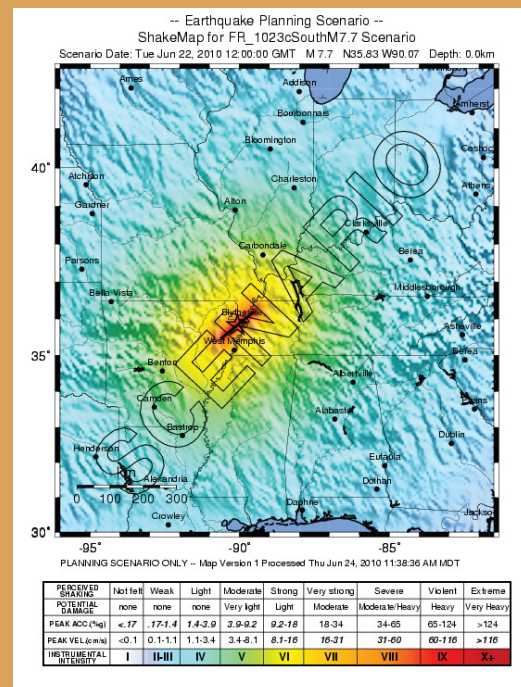 -- Earthquake Planning Scenario --
ShakeMap for FR_1023cSouthM7.7 Scenario
Scenario Date: Tue Jun 22, 2010 12:00:00 GMT M 7.7 N35.83 W90.07 Depth: 0.0km
Ames
Addison
Amherst
Bourbonnais
Bloomington
Coshoc
40°
Charleston
Atchison
Athens
Gardner
Alton
Clarksville
Carbondale
Berea
Parsons
Middlesborough
Bella Vista
Blytheville
Asheville
West Memphis
35°
Berea
Benton
Albertville
Camden
Evans
Alabaster
Bastrop
Dublin
Henderson
Eufaula
km
Alexandria
Dothan
0 100 200 300
Daphne
Crowley
Jackso
30°
-95° -90° -85°
SCENARIO
PLANNING SCENARIO ONLY -- Map Version 1 Processed Thu Jun 24, 2010 11:38:36 AM MDT
PERCEIVED SHAKING Not felt Weak Light Moderate Strong Very strong Severe Violent Extreme
POTENTIAL DAMAGE none none none Very light Light Moderate Moderate/Heavy Heavy Very Heavy
PEAK ACC.(%g) <.17 .17-1.4 1.4-3.9 3.9-9.2 9.2-18 18-34 34-65 65-124 >124
PEAK VEL.(cm/s) <0.1 0.1-1.1 1.1-3.4 3.4-8.1 8.1-16 16-31 31-60 60-116 >116
INSTRUMENTAL INTENSITY I II-III IV V VI VII VIII IX X+